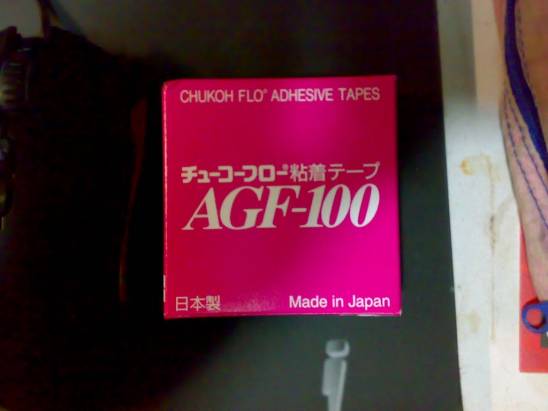 CHUKOH FLO® ADHESIVE TAPES
チューコーフロー®粘着テープ
AGF-100
日本製 Made in Japan